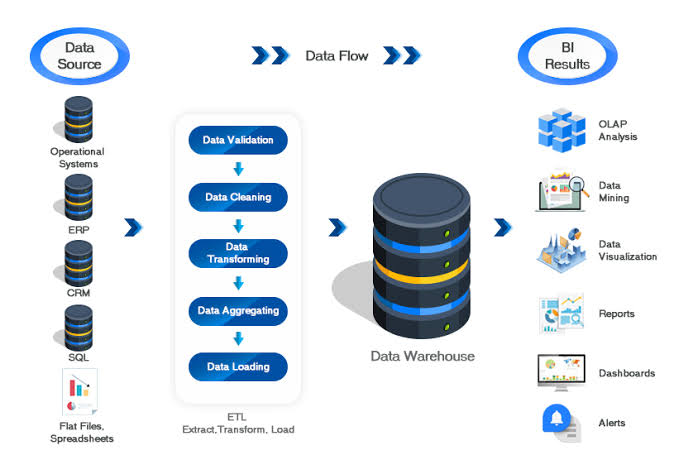 Data
Source
Data Flow
BI
Results
Operational
Systems
ERP
CRM
SQL
Flat Files,
Spreadsheets
Data Validation
Data Cleaning
Data
Transforming
Data Aggregating
Data Loading
ETL
Extract,Transform, Load
Data Warehouse
OLAP
Analysis
Data
Mining
Data
Visualization
Reports
Dashboards
Alerts